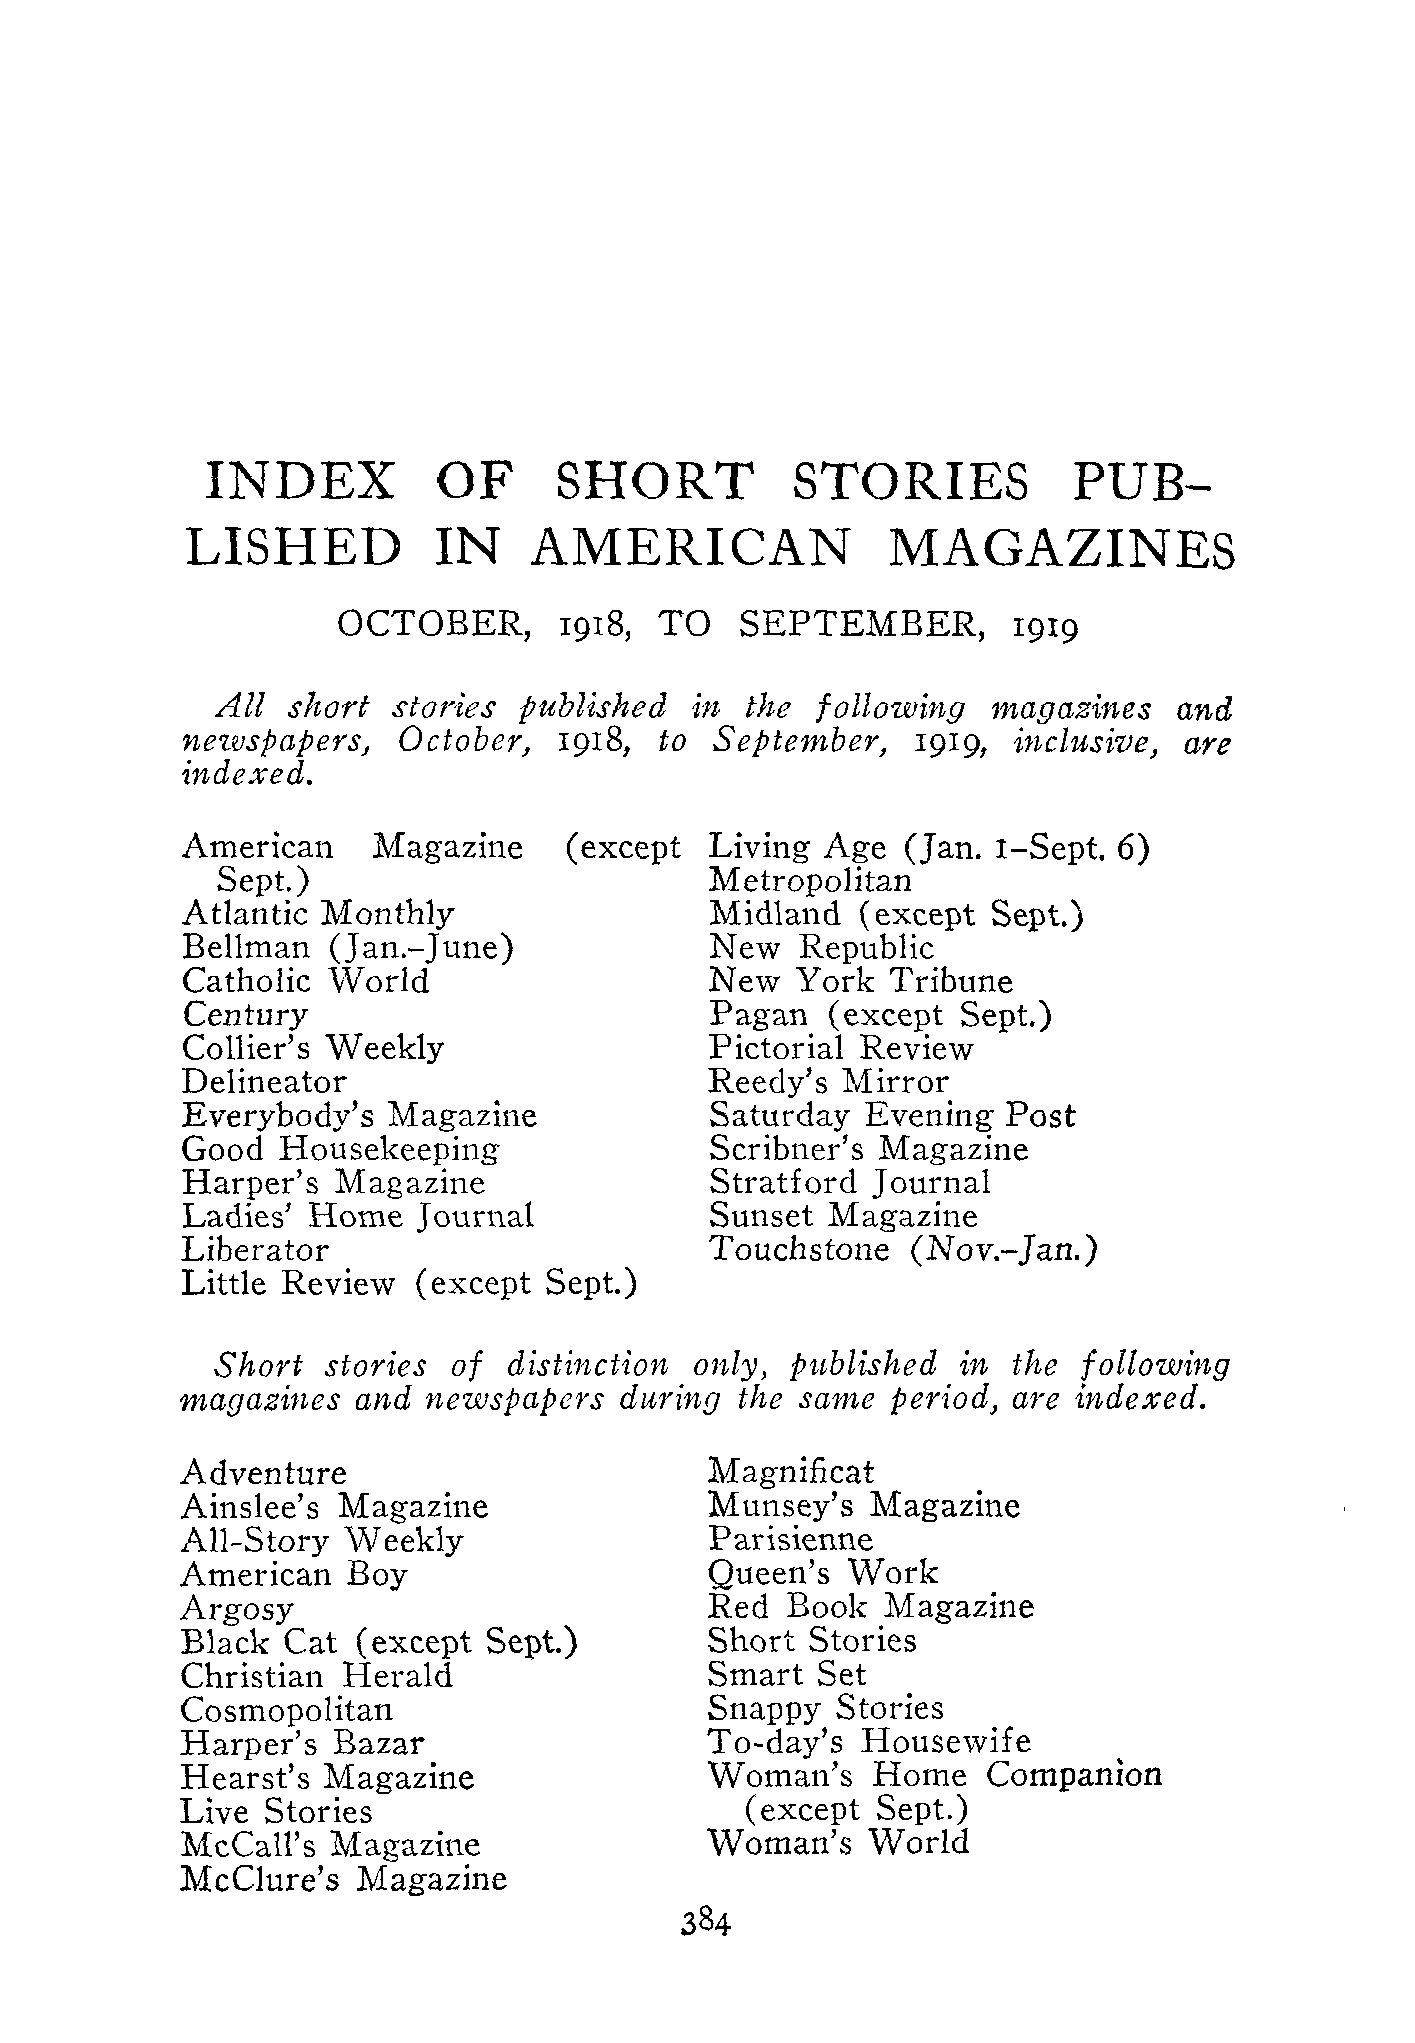 INDEX OF SHORT STORIES PUB-
LISHED IN AMERICAN MAGAZINES
OCTOBER, 1918, TO SEPTEMBER, 1919
All short stories published in the following magazines and
newspapers, October, 1918, to September, 1919, inclusive, are
indexed.
American Magazine (except
Sept.)
Atlantic Monthly
Bellman (Jan.–June)
Catholic World
Century
Collier's Weekly
Delineator
Everybody's Magazine
Good Housekeeping
Harper's Magazine
Ladies' Home Journal
Liberator
Little Review (except Sept.)
Living Age (Jan. 1–Sept. 6)
Metropolitan
Midland (except Sept.)
New Republic
New York Tribune
Pagan (except Sept.)
Pictorial Review
Reedy's Mirror
Saturday Evening Post
Scribner's Magazine
Stratford Journal
Sunset Magazine
Touchstone (Nov.–Jan.)
Short stories of distinction only, published in the following
magazines and newspapers during the same period, are indexed.
Adventure
Ainslee's Magazine
All-Story Weekly
American Boy
Argosy
Black Cat (except Sept.)
Christian Herald
Cosmopolitan
Harper's Bazar
Hearst's Magazine
Live Stories
McCall's Magazine
McClure's Magazine
Magnificat
Munsey's Magazine
Parisienne
Queen's Work
Red Book Magazine
Short Stories
Smart Set
Snappy Stories
To-day's Housewife
Woman's Home Companion
(except Sept.)
Woman's World
384